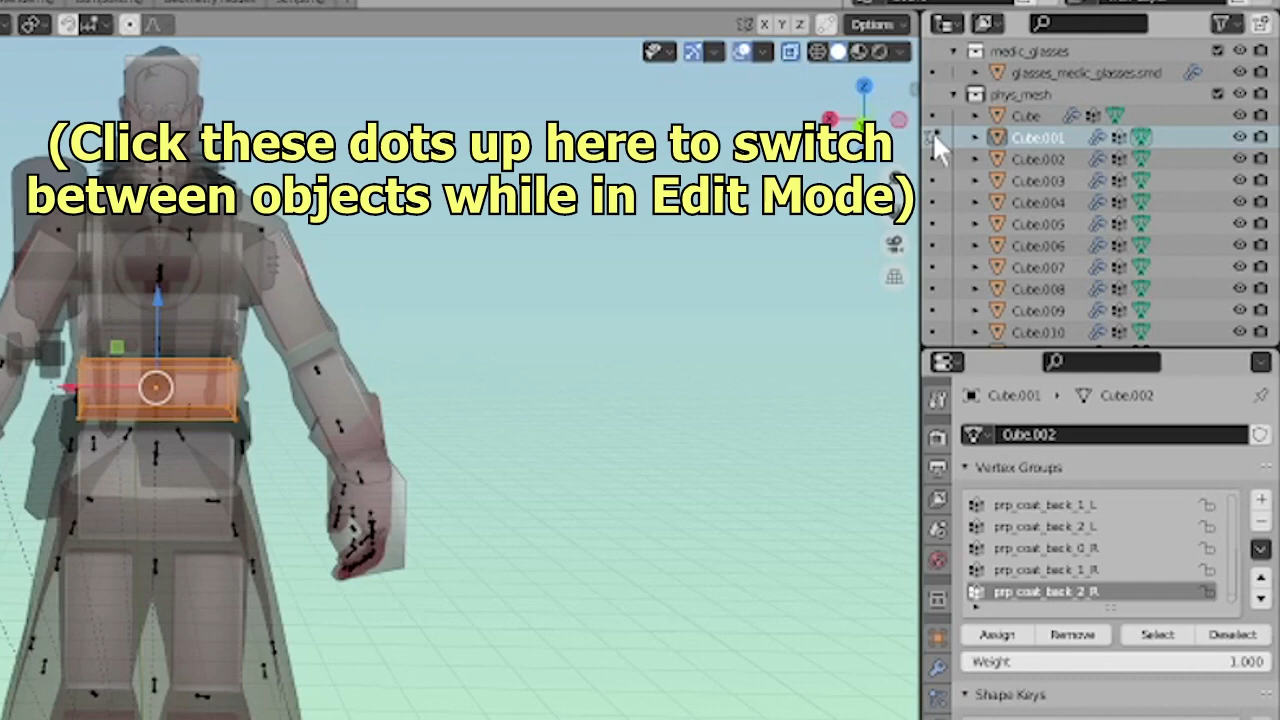 X Y Z
Options
medic_glasses
glasses_medic_glasses.smd
phys_mesh
Cube
Cube.001
Cube.002
Cube.003
Cube.004
Cube.005
Cube.006
Cube.007
Cube.008
Cube.009
Cube.010
(Click these dots up here to switch
between objects while in Edit Mode)
Cube.001 › Cube.002
Cube.002
Vertex Groups
prp_coat_back_1_L
prp_coat_back_2_L
prp_coat_back_0_R
prp_coat_back_1_R
prp_coat_back_2_R
Assign Remove Select Deselect
Weight 1.000
Shape Keys